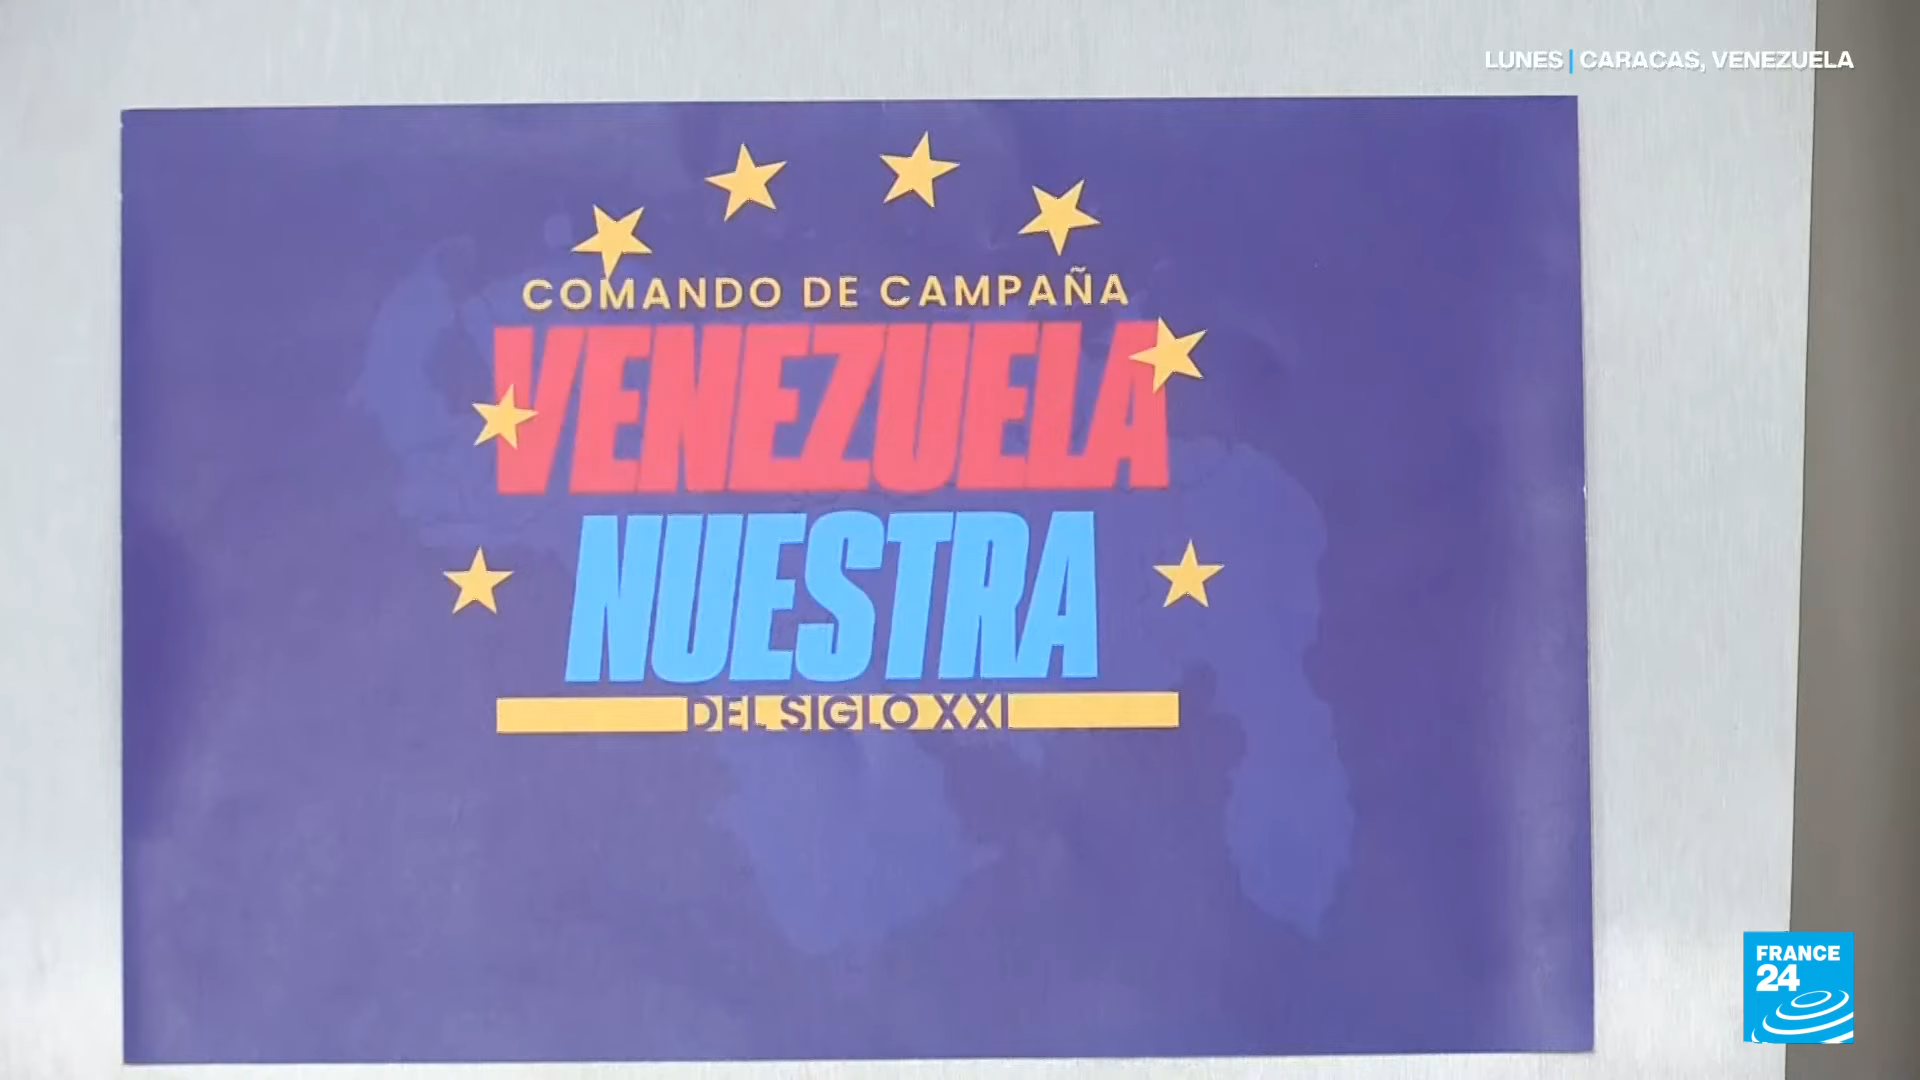 LUNES | CARACAS, VENEZUELA
COMANDO DE CAMPAÑA
VENEZUELA
NUESTRA
DEL SIGLO XXI
FRANCE
24